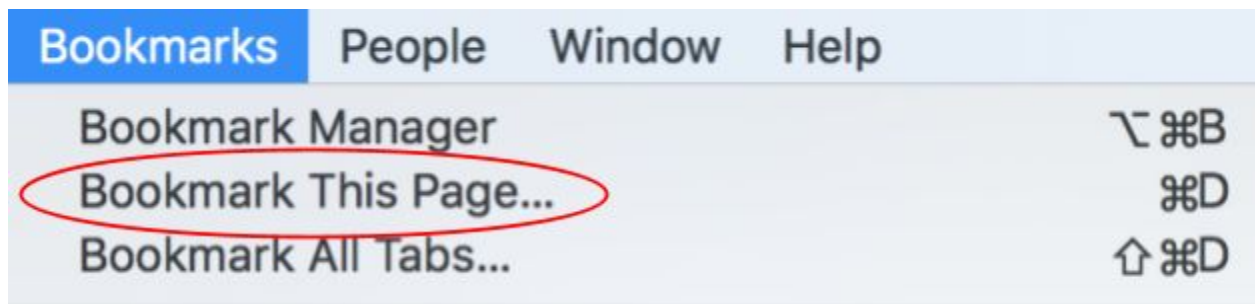 Bookmarks People Window Help
Bookmark Manager ⌥⌘B
Bookmark This Page... ⌘D
Bookmark All Tabs... ⇧⌘D